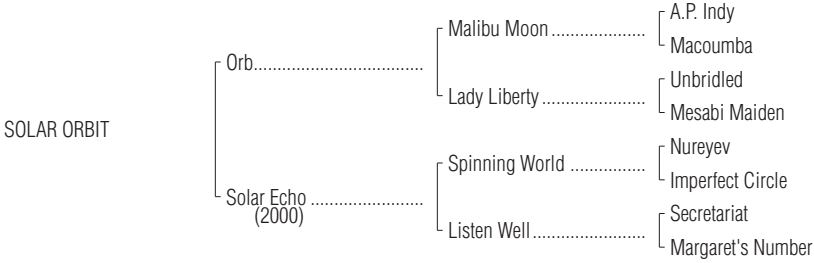 A.P. Indy
Malibu Moon ......................
Macoumba
Orb..................................
Unbridled
Lady Liberty ......................
Mesabi Maiden
SOLAR ORBIT
Nureyev
Spinning World ................
Imperfect Circle
Solar Echo .......................
(2000)
Secretariat
Listen Well........................
Margaret's Number